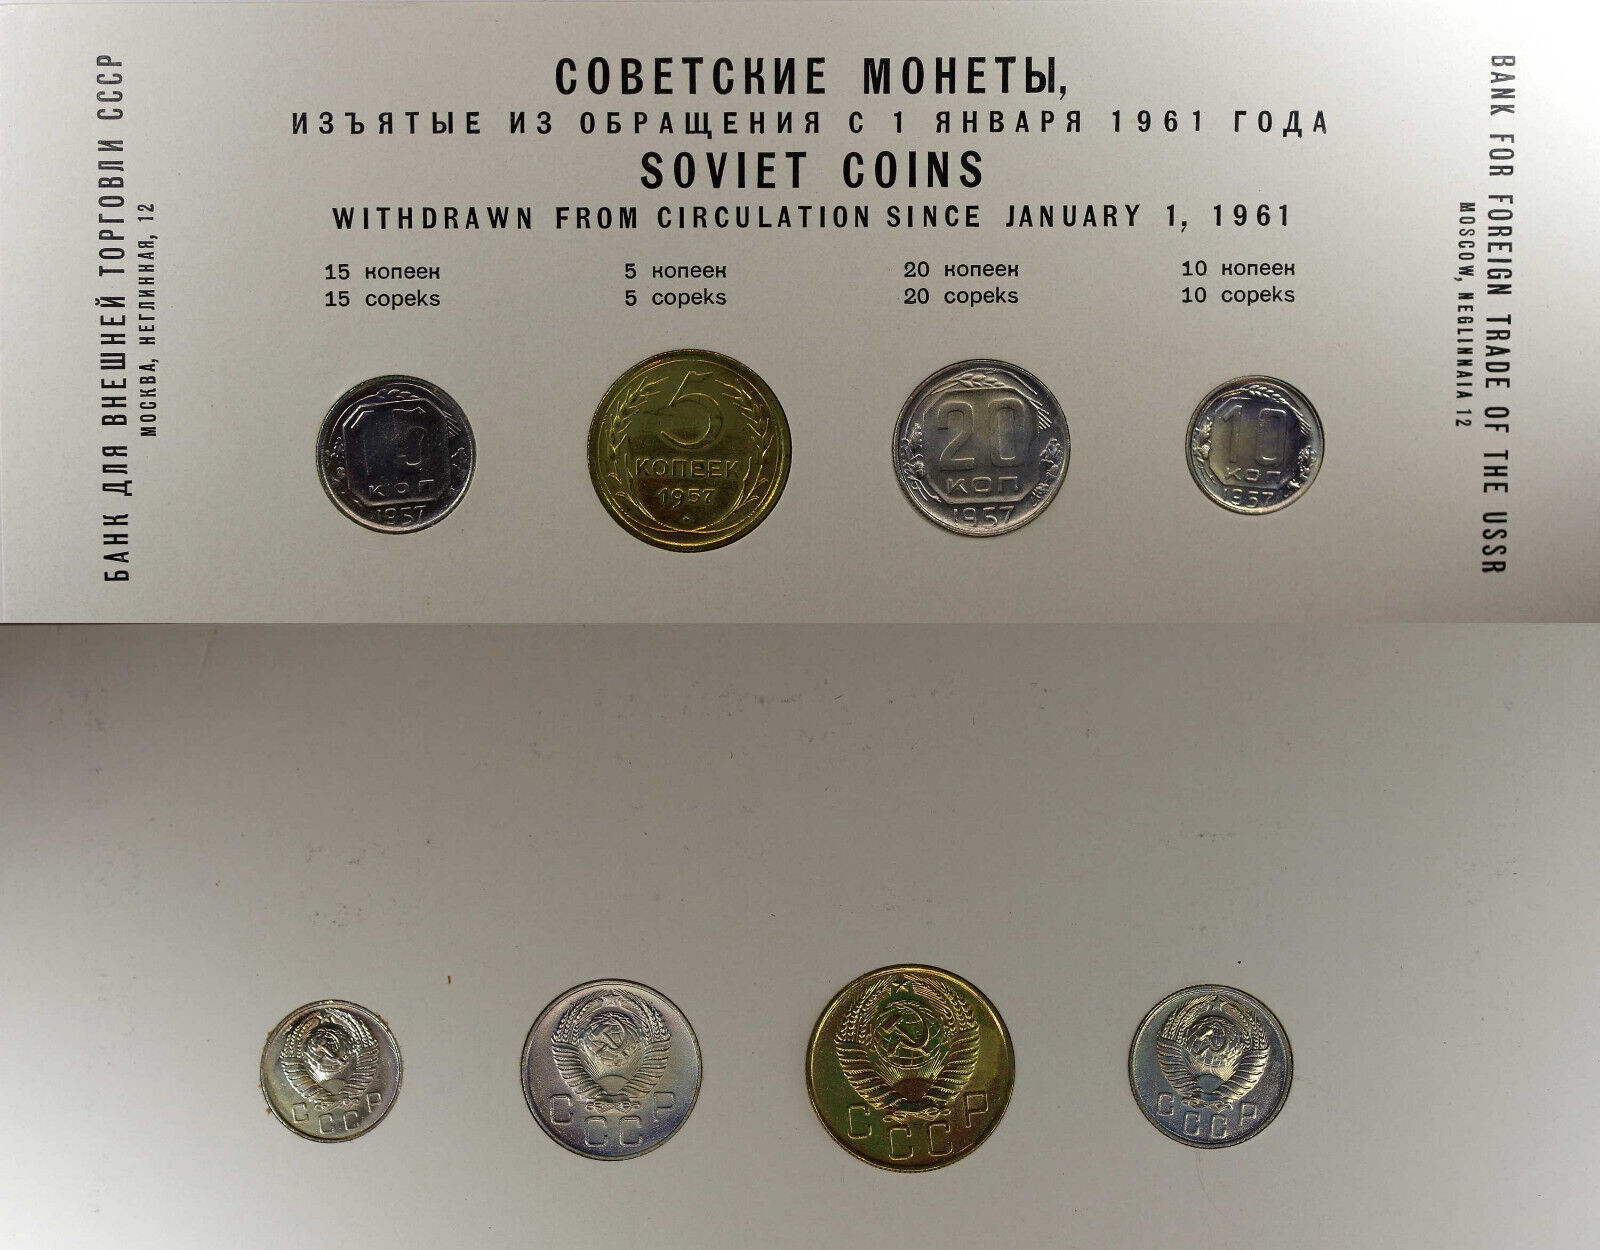 СОВЕТСКИЕ МОНЕТЫ,
ИЗЪЯТЫЕ ИЗ ОБРАЩЕНИЯ С 1 ЯНВАРЯ 1961 ГОДА
SOVIET COINS
WITHDRAWN FROM CIRCULATION SINCE JANUARY 1, 1961
БАНК ДЛЯ ВНЕШНЕЙ ТОРГОВЛИ СССР
МОСКВА, НЕГЛИННАЯ, 12
BANK FOR FOREIGN TRADE OF THE USSR
MOSCOW, NEGLINNAIA 12
15 копеек
15 copeks
5 копеек
5 copeks
20 копеек
20 copeks
10 копеек
10 copeks
15
КОП
1957
5
КОПЕЕК
1957
20
КОП
1957
10
КОП
1957
СССР
СССР
СССР
СССР